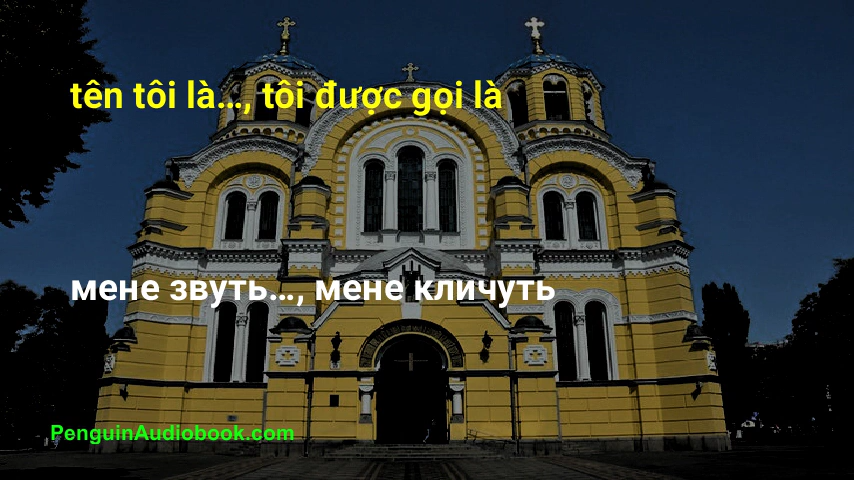 tên tôi là…, tôi được gọi là
мене звуть…, мене кличуть
PenguinAudiobook.com